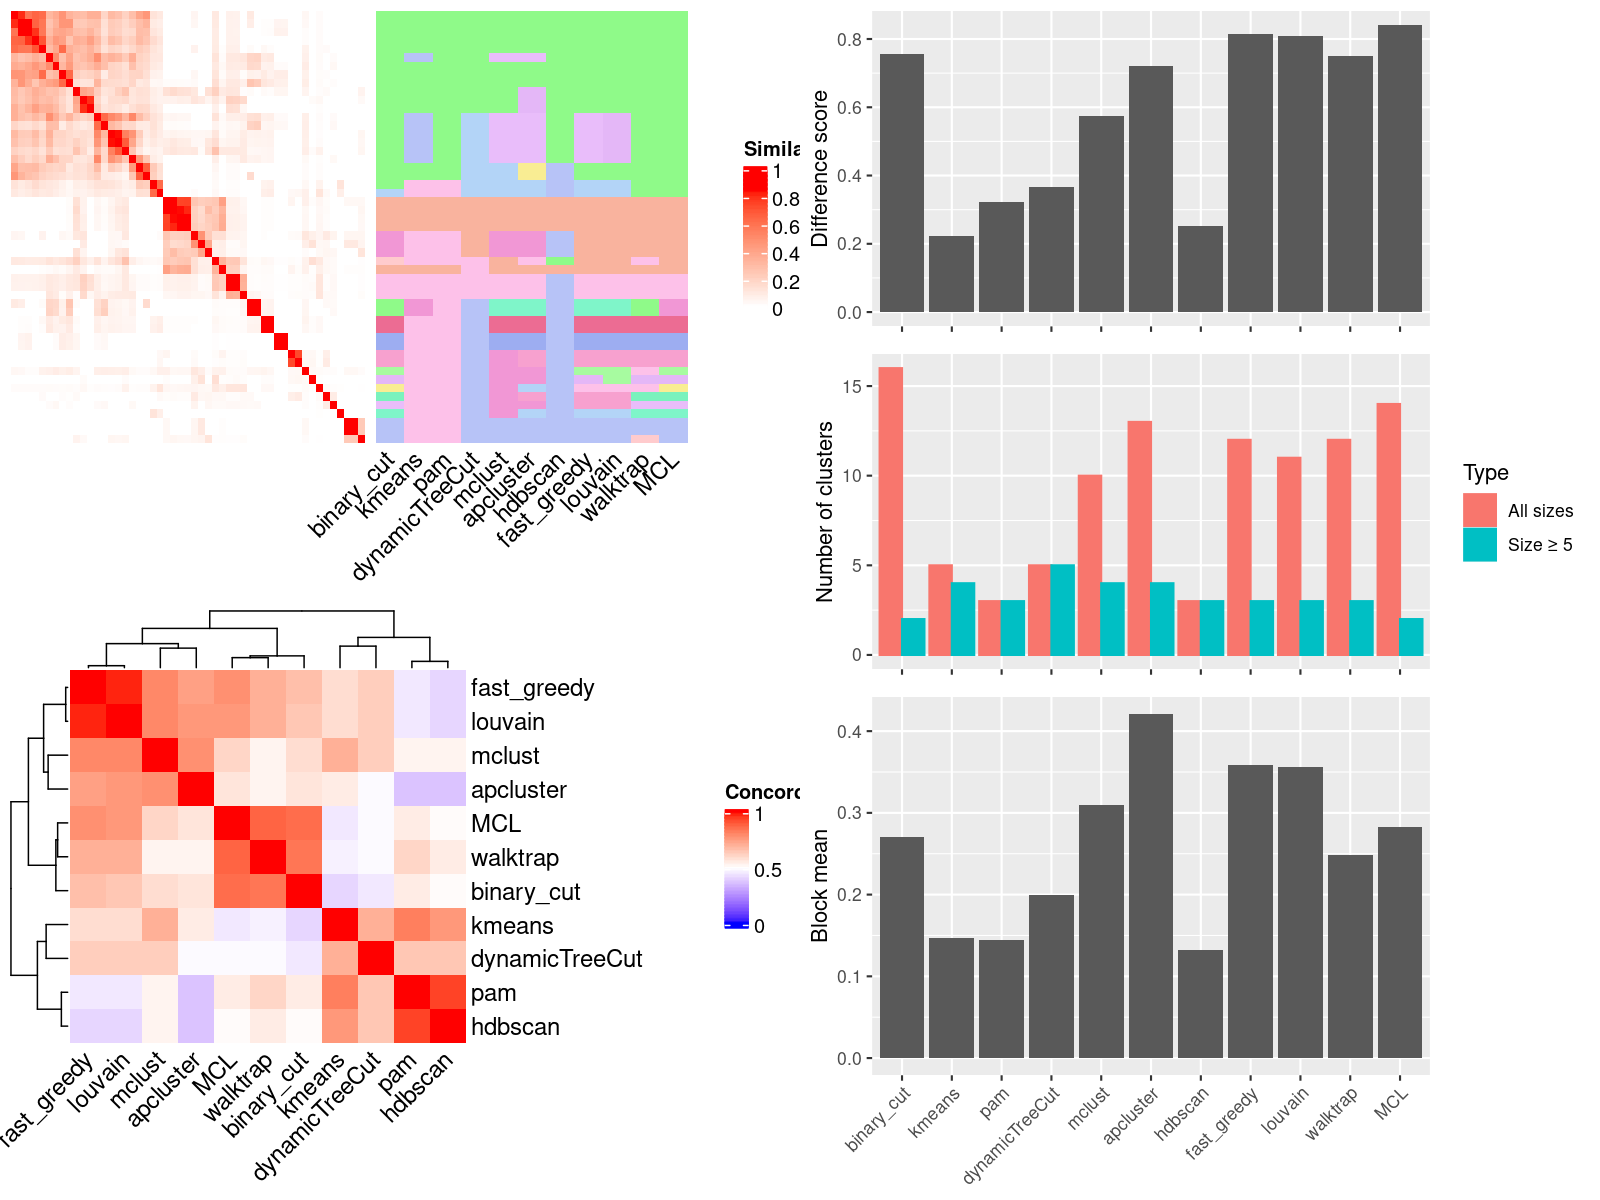 Simila
1
0.8
0.6
0.4
0.2
0
binary_cut
kmeans
pam
dynamicTreeCut
mclust
apcluster
hdbscan
fast_greedy
louvain
walktrap
MCL
fast_greedy
louvain
mclust
apcluster
MCL
walktrap
binary_cut
kmeans
dynamicTreeCut
pam
hdbscan
fast_greedy
louvain
mclust
apcluster
MCL
walktrap
binary_cut
kmeans
dynamicTreeCut
pam
hdbscan
Concord
1
0.5
0
Difference score
0.8
0.6
0.4
0.2
0.0
Number of clusters
15
10
5
0
Type
All sizes
Size ≥ 5
Block mean
0.4
0.3
0.2
0.1
0.0
binary_cut
kmeans
pam
dynamicTreeCut
mclust
apcluster
hdbscan
fast_greedy
louvain
walktrap
MCL